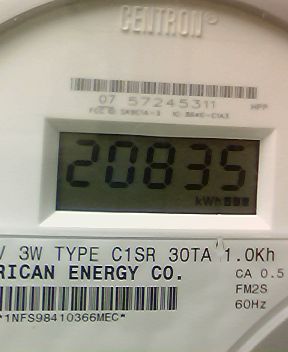 CENTRON®
07 57245311 HPP
20835
kWh
V 3W TYPE C1SR 30TA 1.0Kh
RICAN ENERGY CO. CA 0.5
FM2S
60Hz
*1NFS98410366MEC*